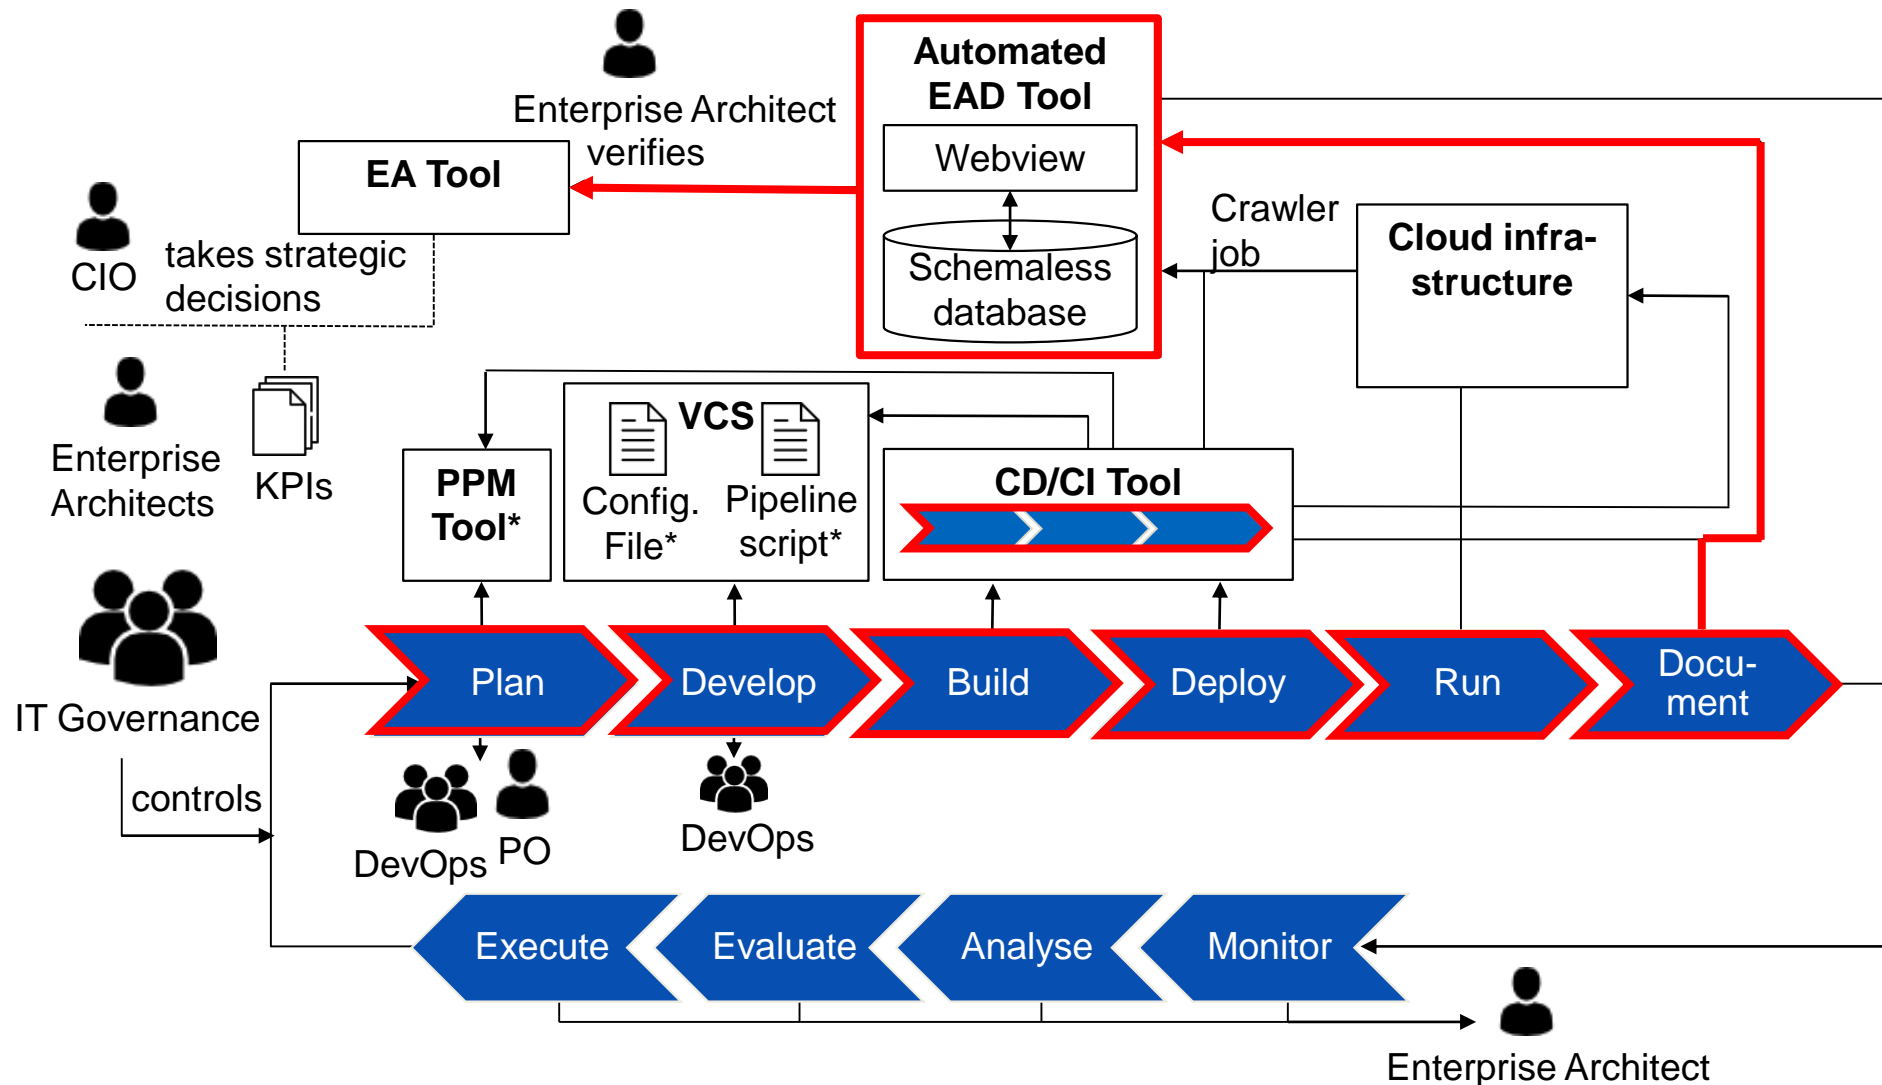 Enterprise Architect
verifies
Automated
EAD Tool
Webview
Schemaless
database
EA Tool
CIO
takes strategic
decisions
Crawler
job
Cloud infra-
structure
Enterprise
Architects
KPIs
PPM
Tool*
VCS
Config.
File*
Pipeline
script*
CD/CI Tool
IT Governance
controls
Plan
Develop
Build
Deploy
Run
Docu-
ment
DevOps
PO
DevOps
Execute
Evaluate
Analyse
Monitor
Enterprise Architect